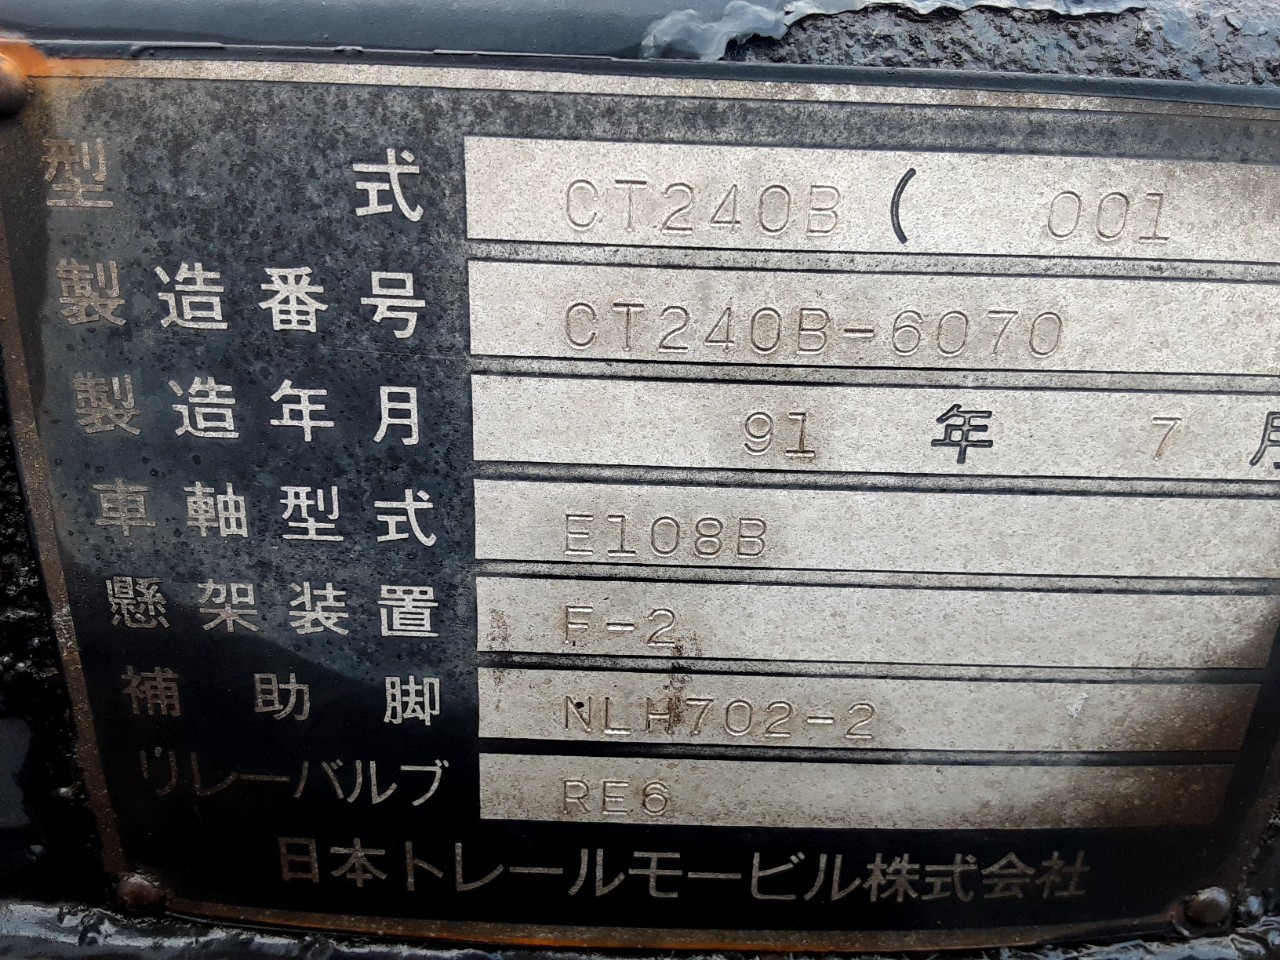 型式 CT240B ( 001
製造番号 CT240B-6070
製造年月 91 年 7 月
車軸型式 E108B
懸架装置 F-2
補助脚 NLH702-2
リレーバルブ RE6
日本トレールモービル株式会社